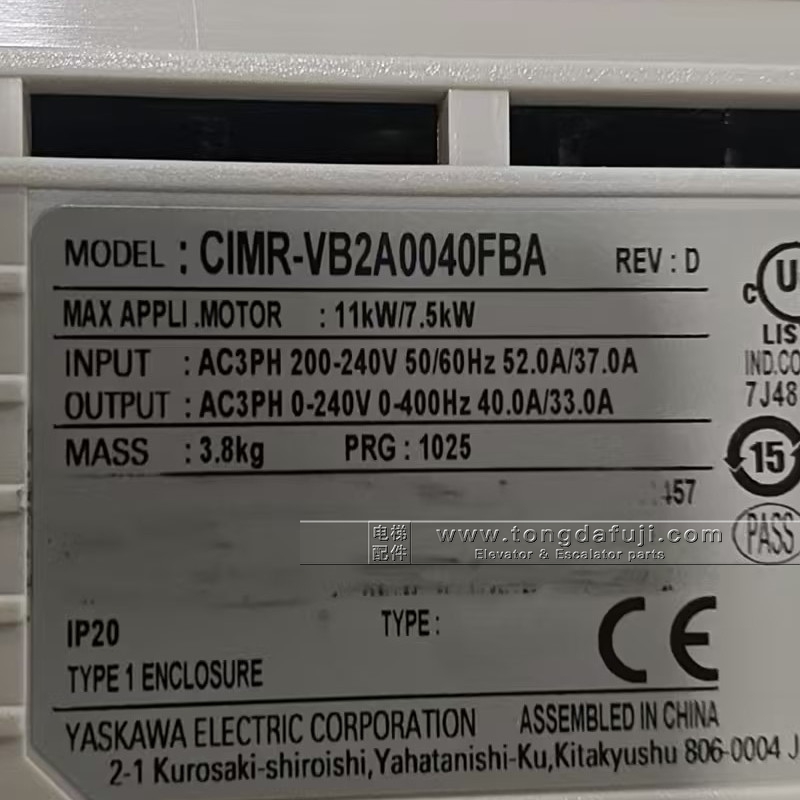 MODEL : CIMR-VB2A0040FBA REV : D
MAX APPLI .MOTOR : 11kW/7.5kW
INPUT : AC3PH 200-240V 50/60Hz 52.0A/37.0A
OUTPUT : AC3PH 0-240V 0-400Hz 40.0A/33.0A
MASS : 3.8kg PRG : 1025
C U
LIS
IND.CO
7J48
15
457
PASS
电梯 www.tongdafuji.com
配件 Elevator & Escalator parts
IP20 TYPE :
TYPE 1 ENCLOSURE
CE
YASKAWA ELECTRIC CORPORATION ASSEMBLED IN CHINA
2-1 Kurosaki-shiroishi,Yahatanishi-Ku,Kitakyushu 806-0004 J